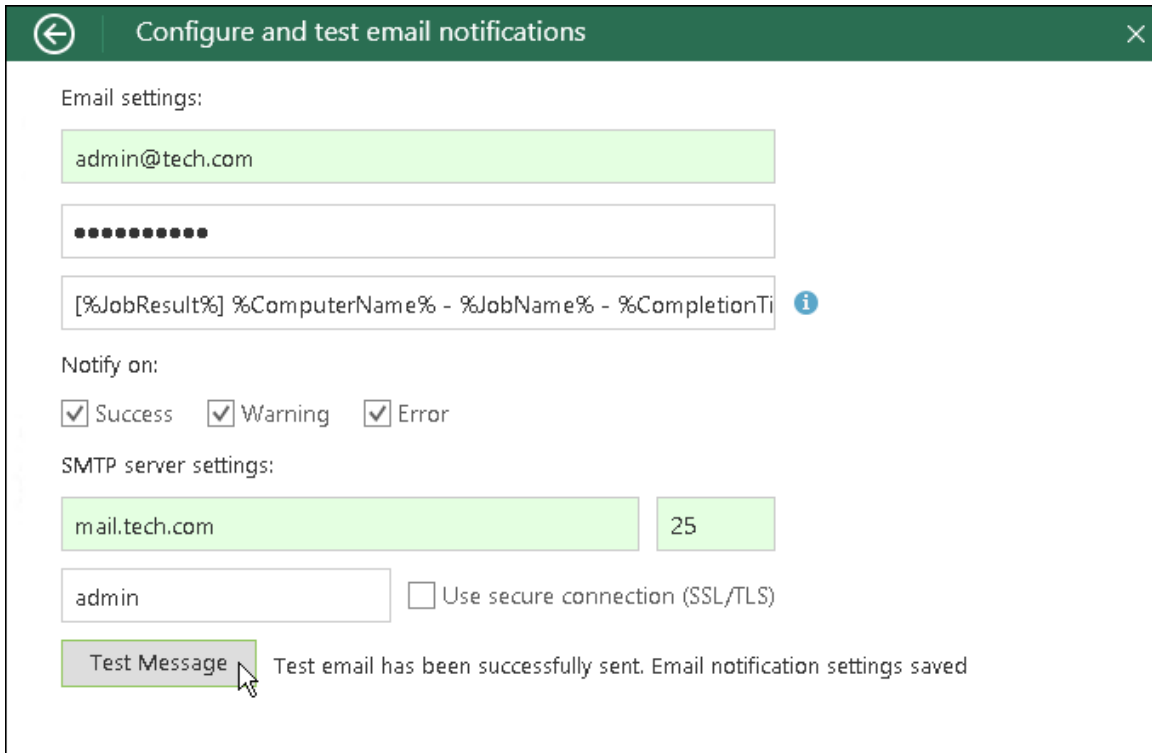 Configure and test email notifications
Email settings:
admin@tech.com
••••••••••
[%JobResult%] %ComputerName% - %JobName% - %CompletionTi
Notify on:
Success Warning Error
SMTP server settings:
mail.tech.com 25
admin Use secure connection (SSL/TLS)
Test Message Test email has been successfully sent. Email notification settings saved